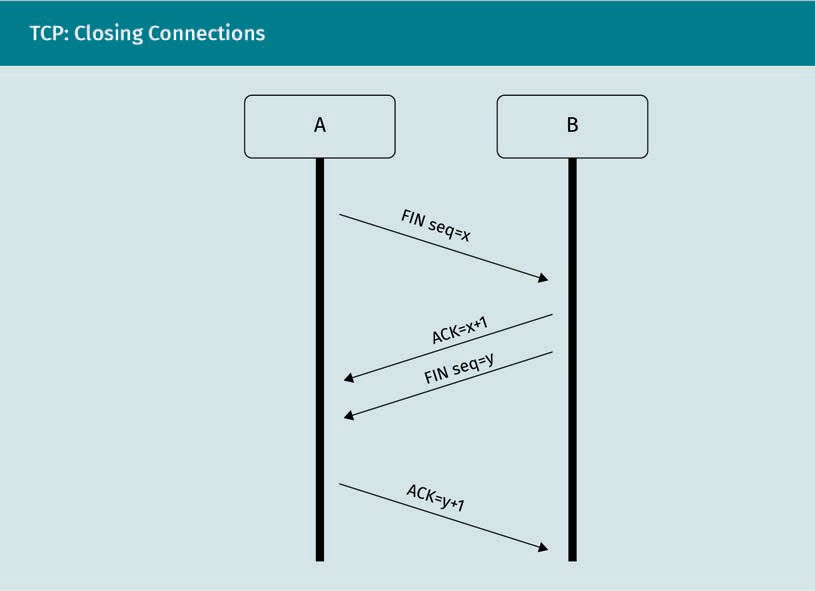 TCP: Closing Connections
A
B
FIN seq=x
ACK=x+1
FIN seq=y
ACK=y+1